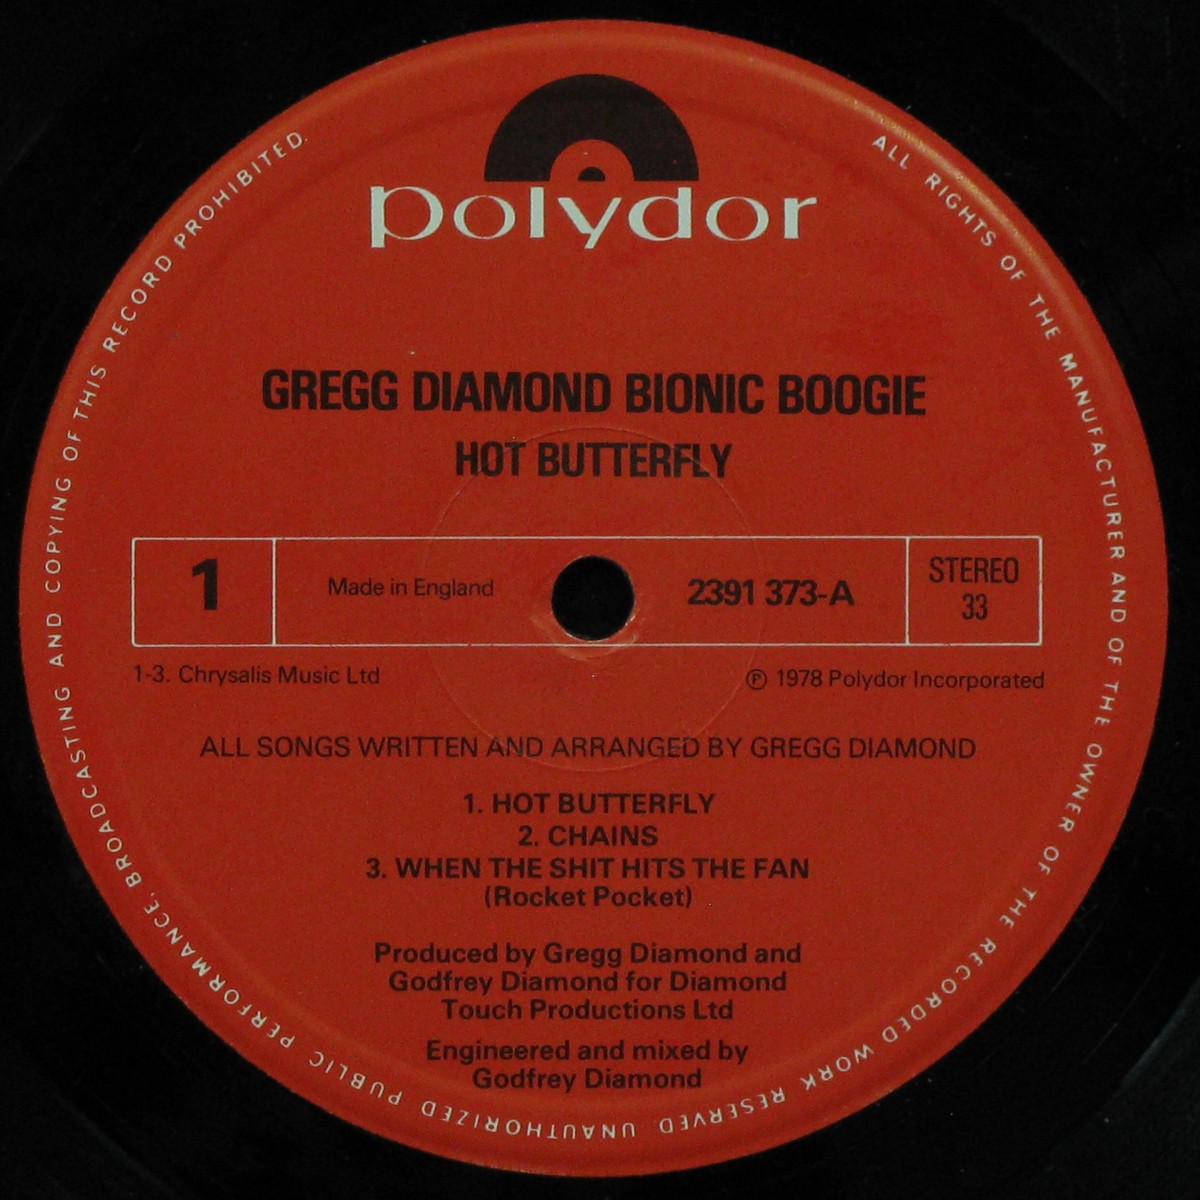 polydor
GREGG DIAMOND BIONIC BOOGIE
HOT BUTTERFLY
1
Made in England
2391 373-A
STEREO
33
1-3. Chrysalis Music Ltd
℗ 1978 Polydor Incorporated
ALL SONGS WRITTEN AND ARRANGED BY GREGG DIAMOND
1. HOT BUTTERFLY
2. CHAINS
3. WHEN THE SHIT HITS THE FAN
(Rocket Pocket)
Produced by Gregg Diamond and
Godfrey Diamond for Diamond
Touch Productions Ltd
Engineered and mixed by
Godfrey Diamond
ALL RIGHTS OF THE MANUFACTURER AND OF THE OWNER OF THE RECORDED WORK RESERVED UNAUTHORIZED PUBLIC PERFORMANCE, BROADCASTING AND COPYING OF THIS RECORD PROHIBITED.